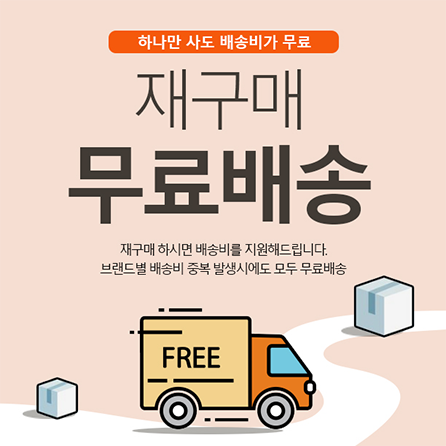 하나만 사도 배송비가 무료
재구매
무료배송
재구매 하시면 배송비를 지원해드립니다.
브랜드별 배송비 중복 발생시에도 모두 무료배송
FREE